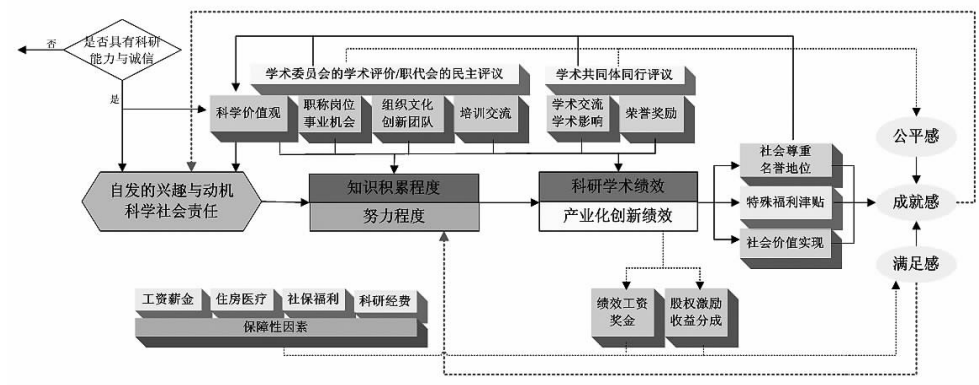 是否具有科研
能力与诚信
否
是
学术委员会的学术评价/职代会的民主评议
学术共同体同行评议
科学价值观
职称岗位
事业机会
组织文化
创新团队
培训交流
学术交流
学术影响
荣誉奖励
公平感
自发的兴趣与动机
科学社会责任
知识积累程度
努力程度
科研学术绩效
产业化创新绩效
社会尊重
名誉地位
特殊福利津贴
社会价值实现
成就感
满足感
工资薪金
住房医疗
社保福利
科研经费
保障性因素
绩效工资
奖金
股权激励
收益分成